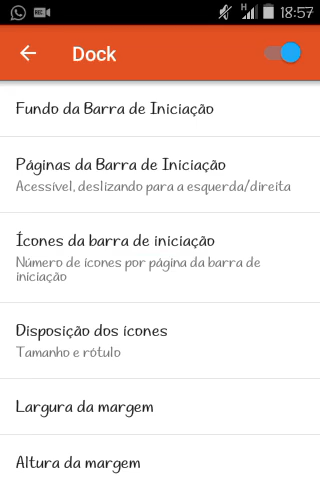 H
18:57
Dock
Fundo da Barra de Iniciação
Páginas da Barra de Iniciação
Acessível, deslizando para a esquerda/direita
Ícones da barra de iniciação
Número de ícones por página da barra de
iniciação
Disposição dos ícones
Tamanho e rótulo
Largura da margem
Altura da margem